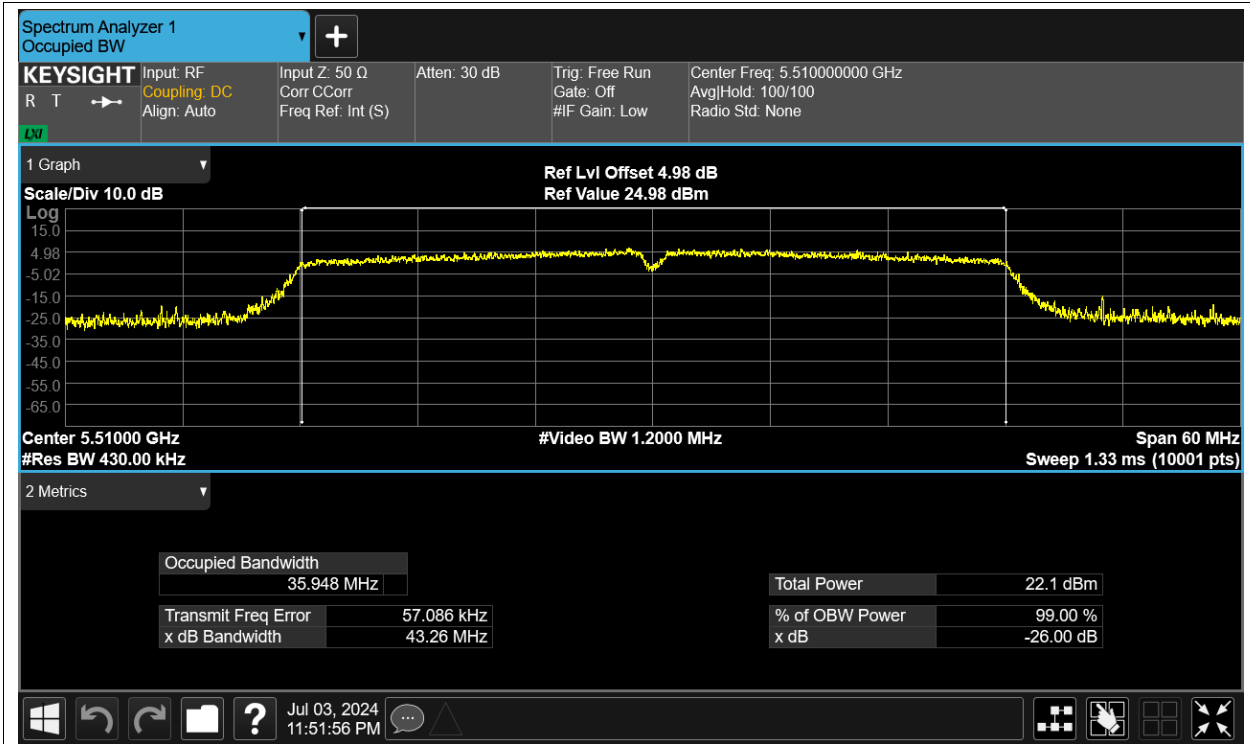 Spectrum Analyzer 1
Occupied BW
KEYSIGHT
R T
LXI
Input: RF
Coupling: DC
Align: Auto
Input Z: 50 Ω
Corr CCorr
Freq Ref: Int (S)
Atten: 30 dB
Trig: Free Run
Gate: Off
#IF Gain: Low
Center Freq: 5.510000000 GHz
Avg|Hold: 100/100
Radio Std: None
1 Graph
Ref Lvl Offset 4.98 dB
Scale/Div 10.0 dB
Ref Value 24.98 dBm
Log
15.0
4.98
-5.02
-15.0
-25.0
-35.0
-45.0
-55.0
-65.0
Center 5.51000 GHz
#Video BW 1.2000 MHz
Span 60 MHz
#Res BW 430.00 kHz
Sweep 1.33 ms (10001 pts)
2 Metrics
Occupied Bandwidth
35.948 MHz
Total Power 22.1 dBm
Transmit Freq Error 57.086 kHz
% of OBW Power 99.00 %
x dB Bandwidth 43.26 MHz
x dB -26.00 dB
?
Jul 03, 2024
11:51:56 PM